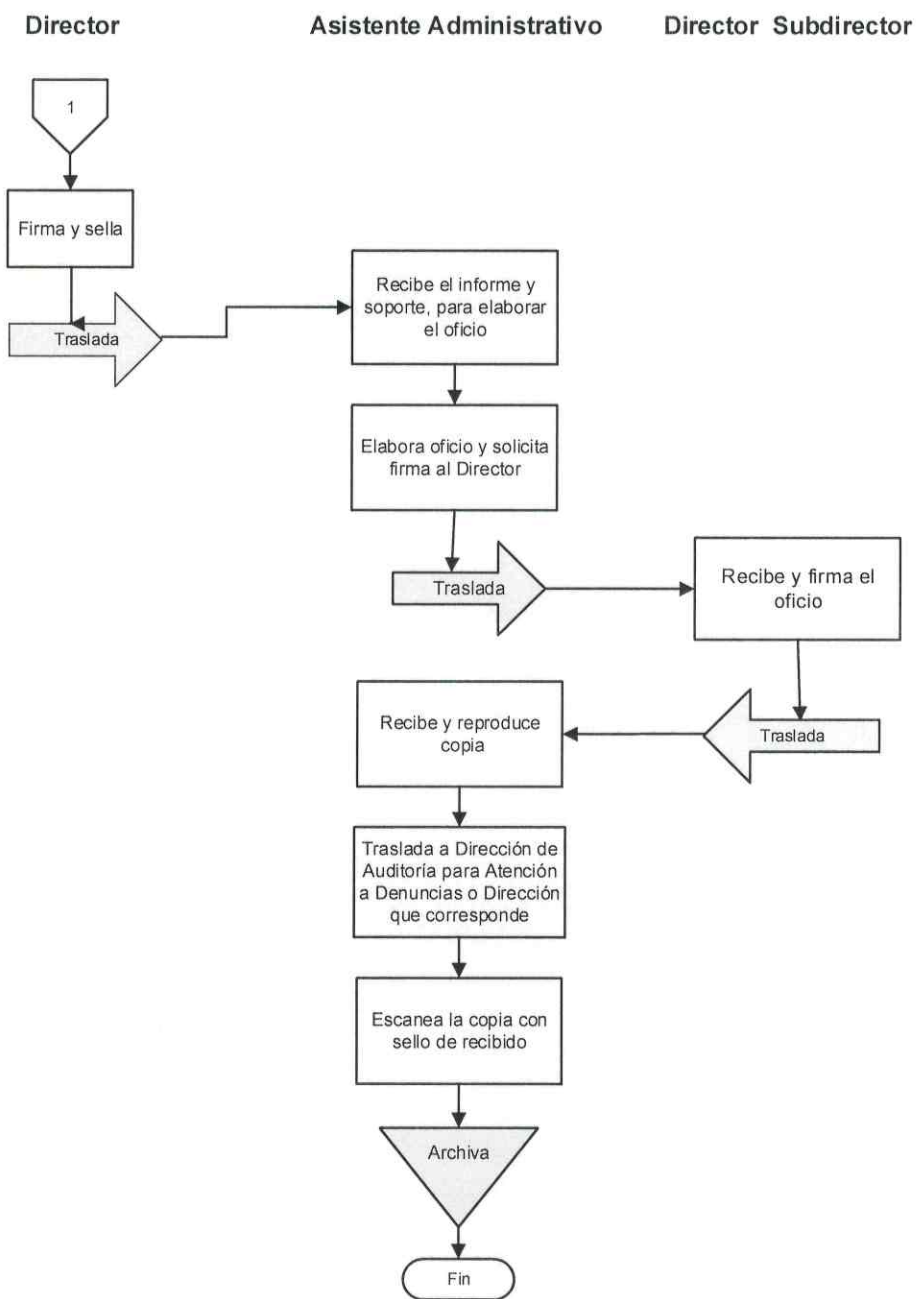 Director
Asistente Administrativo
Director Subdirector
1
Firma y sella
Traslada
Recibe el informe y
soporte, para elaborar
el oficio
Elabora oficio y solicita
firma al Director
Traslada
Recibe y firma el
oficio
Traslada
Recibe y reproduce
copia
Traslada a Dirección de
Auditoría para Atención
a Denuncias o Dirección
que corresponde
Escanea la copia con
sello de recibido
Archiva
Fin